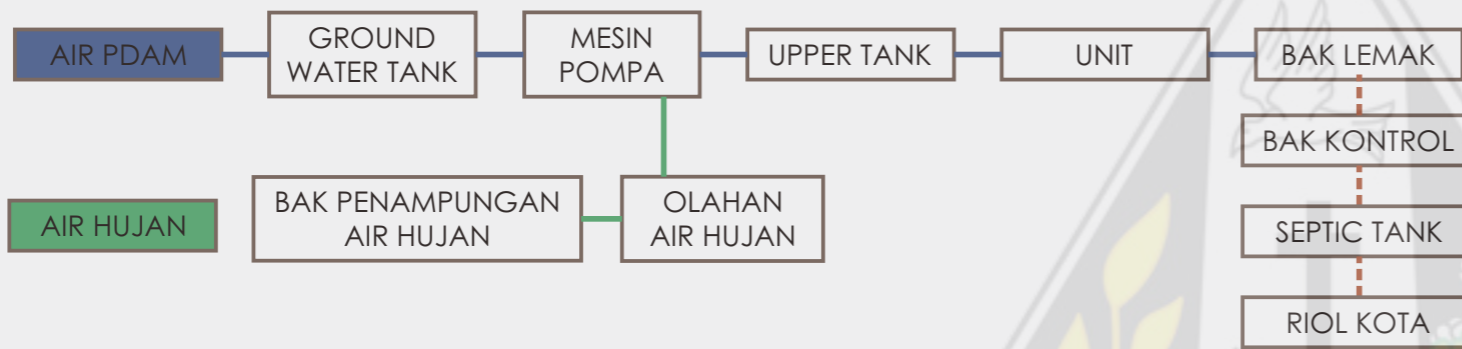 AIR PDAM
GROUND
WATER TANK
MESIN
POMPA
UPPER TANK
UNIT
BAK LEMAK
BAK KONTROL
AIR HUJAN
BAK PENAMPUNGAN
AIR HUJAN
OLAHAN
AIR HUJAN
SEPTIC TANK
RIOL KOTA